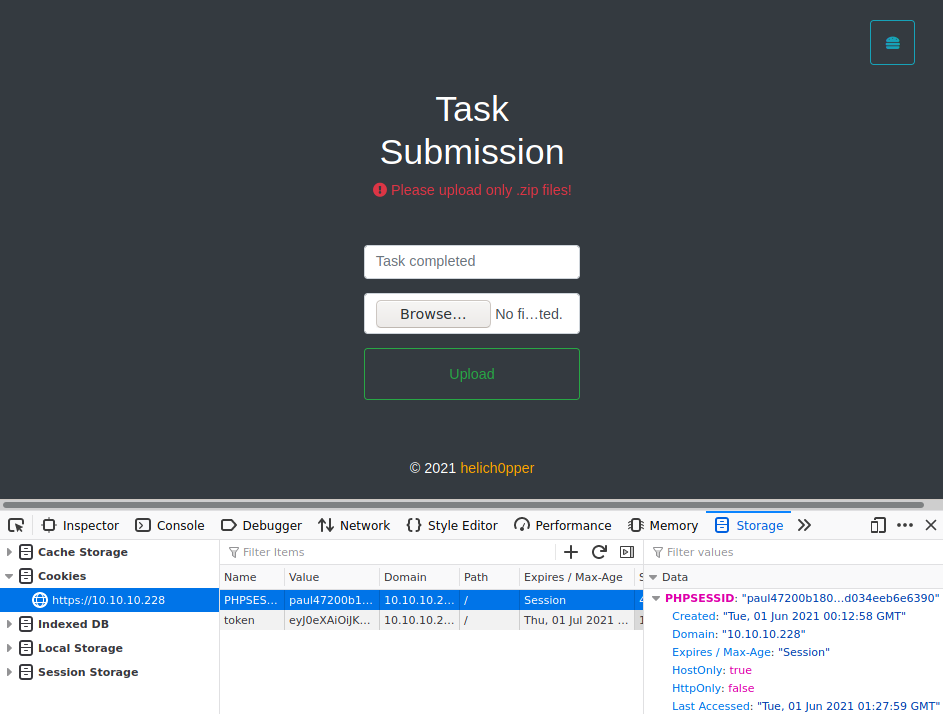 Task
Submission
Please upload only .zip files!
Task completed
Browse... No fi...ted.
Upload
© 2021 helich0pper
Inspector Console Debugger Network Style Editor Performance Memory Storage
Cache Storage
Cookies
https://10.10.10.228
Indexed DB
Local Storage
Session Storage
Filter Items
Name Value Domain Path Expires / Max-Age S
PHPSES... paul47200b1... 10.10.10.2... / Session 4
token eyJ0eXAiOiJK... 10.10.10.2... / Thu, 01 Jul 2021 ... 1
Filter values
Data
PHPSESSID: "paul47200b180...d034eeb6e6390"
Created: "Tue, 01 Jun 2021 00:12:58 GMT"
Domain: "10.10.10.228"
Expires / Max-Age: "Session"
HostOnly: true
HttpOnly: false
Last Accessed: "Tue, 01 Jun 2021 01:27:59 GMT"